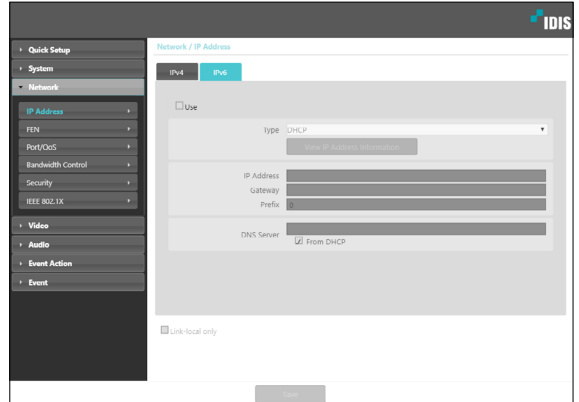 IDIS
Quick Setup
System
Network
IP Address
FEN
Port/QoS
Bandwidth Control
Security
IEEE 802.1X
Video
Audio
Event Action
Event
Network / IP Address
IPv4 IPv6
Use
Type DHCP
View IP Address Information
IP Address
Gateway
Prefix 0
DNS Server
From DHCP
Link-local only
Save